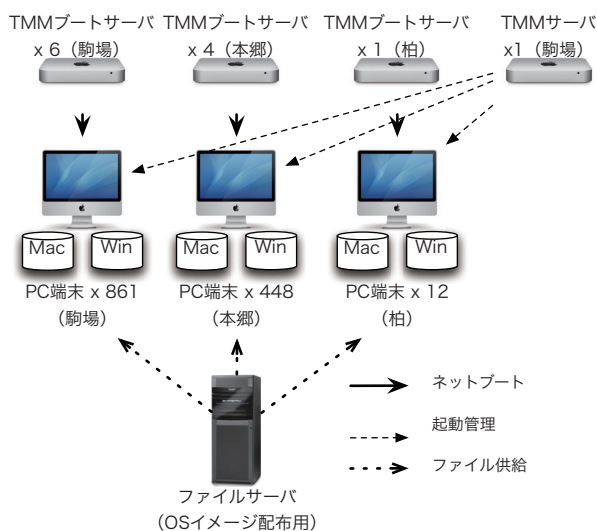 TMMブートサーバ
x 6（駒場）
TMMブートサーバ
x 4（本郷）
TMMブートサーバ
x 1（柏）
TMMサーバ
x1（駒場）
Mac
Win
Mac
Win
Mac
Win
PC端末 x 861
（駒場）
PC端末 x 448
（本郷）
PC端末 x 12
（柏）
ネットブート
起動管理
ファイル供給
ファイルサーバ
（OSイメージ配布用）